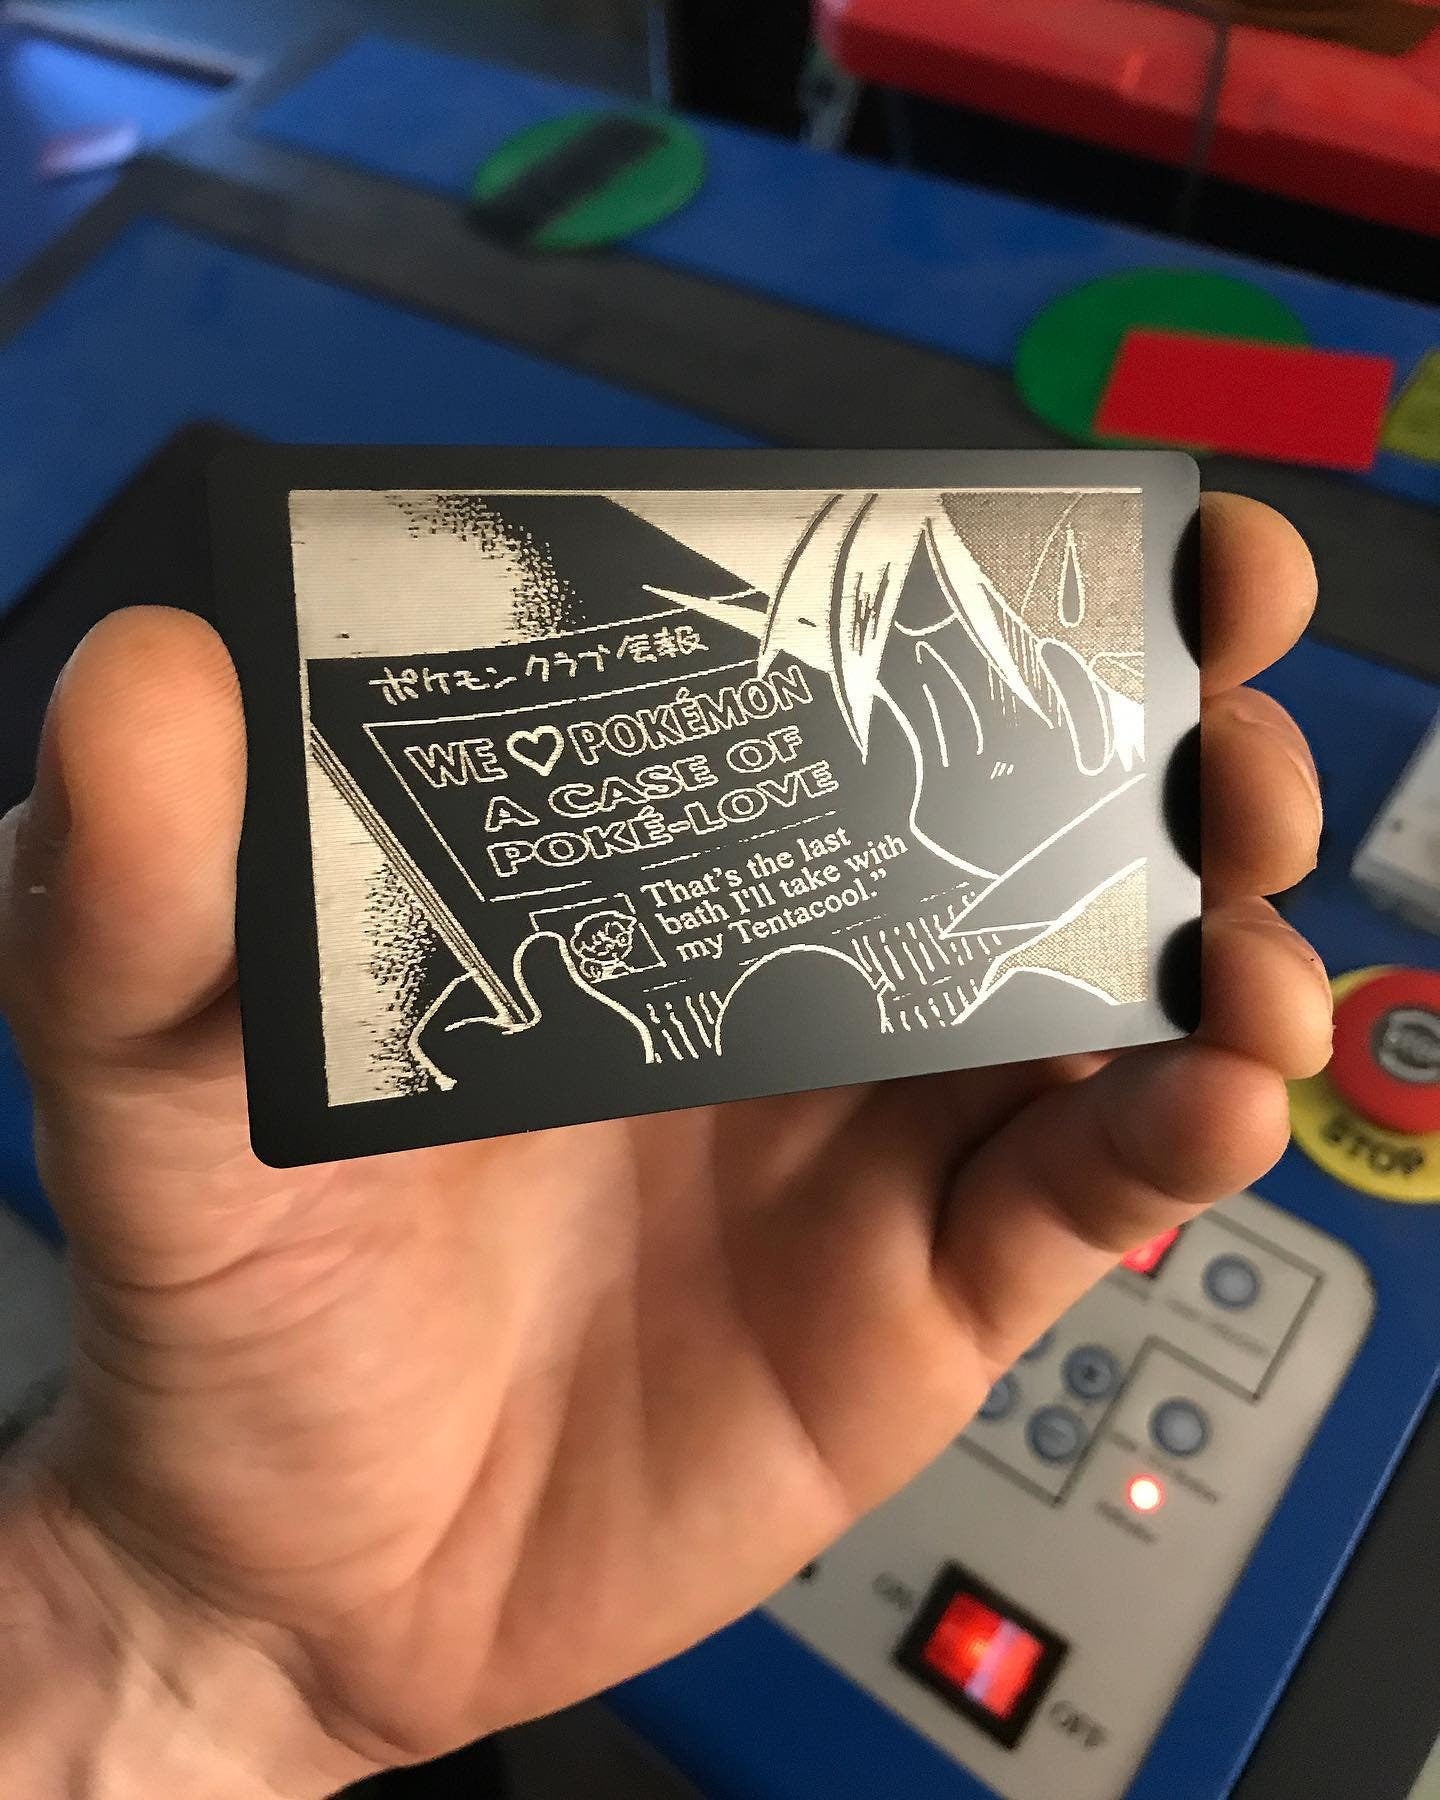 ポケモンクラブ会報
WE ♡ POKÉMON
A CASE OF
POKÉ-LOVE
That's the last
bath I'll take with
my Tentacool."
STOP
ON
OFF